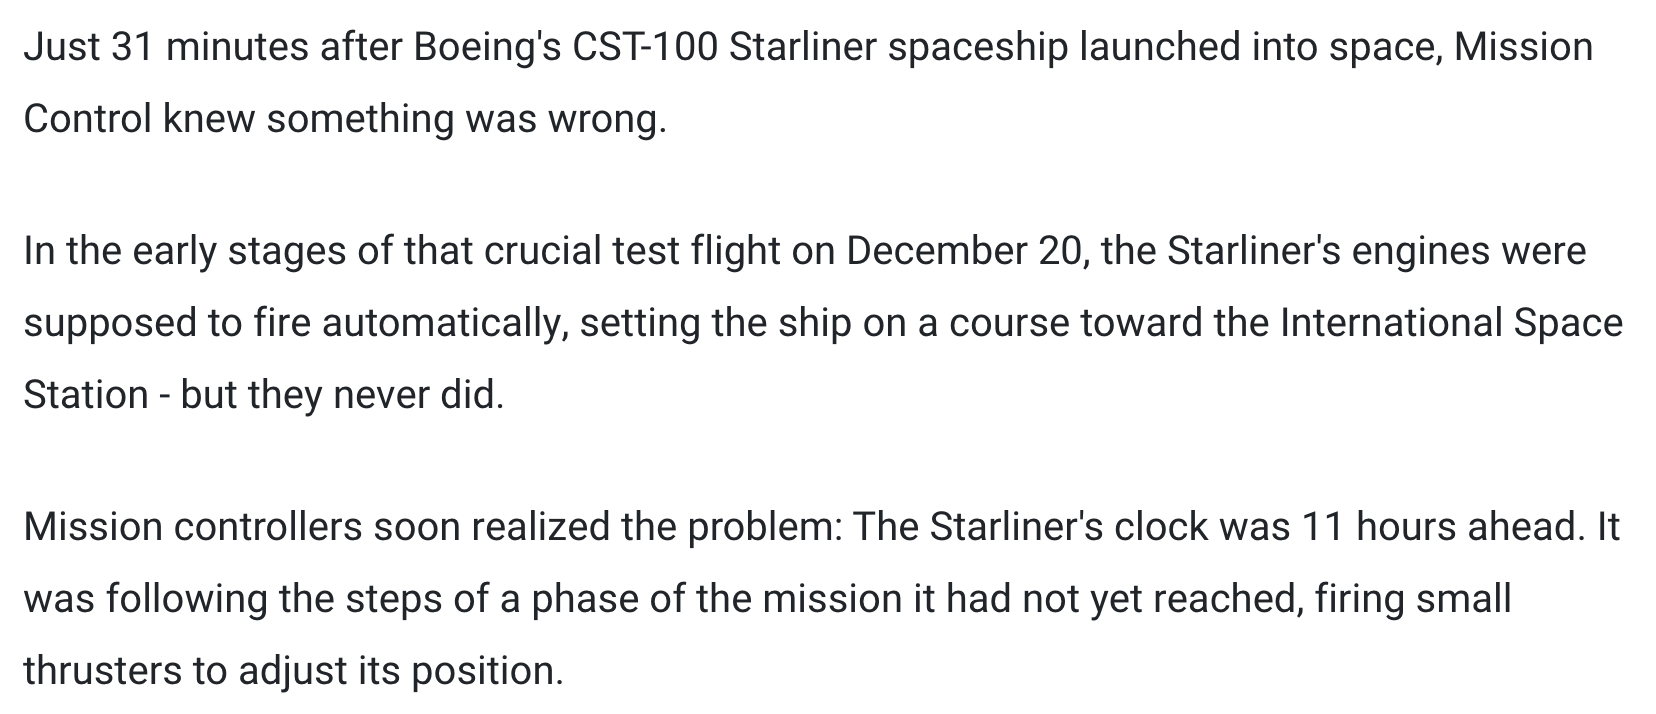 Just 31 minutes after Boeing's CST-100 Starliner spaceship launched into space, Mission
Control knew something was wrong.
In the early stages of that crucial test flight on December 20, the Starliner's engines were
supposed to fire automatically, setting the ship on a course toward the International Space
Station - but they never did.
Mission controllers soon realized the problem: The Starliner's clock was 11 hours ahead. It
was following the steps of a phase of the mission it had not yet reached, firing small
thrusters to adjust its position.